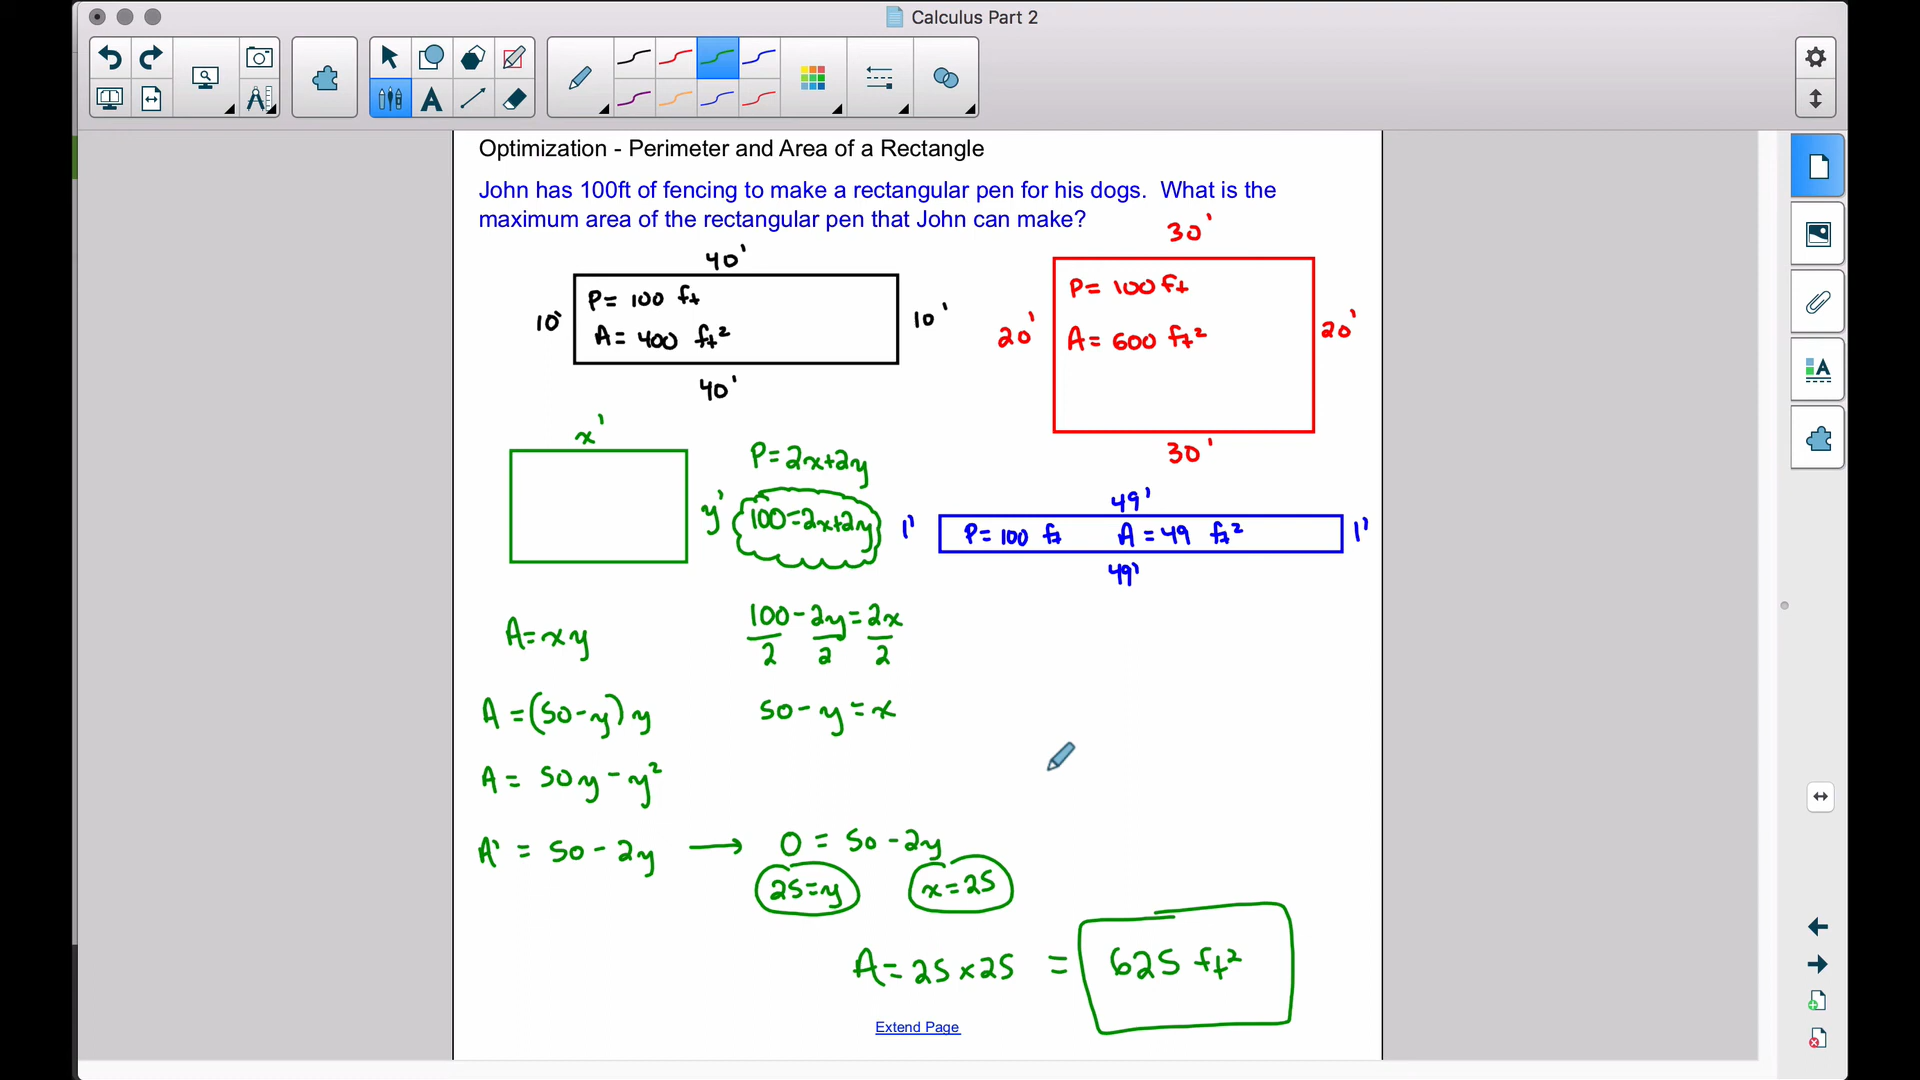 Calculus Part 2
Optimization - Perimeter and Area of a Rectangle
John has 100ft of fencing to make a rectangular pen for his dogs. What is the
maximum area of the rectangular pen that John can make?
40'
10'
P= 100 ft
A= 400 ft²
10'
40'
30'
20'
P= 100 ft
A= 600 ft²
20'
30'
x'
y'
P=2x+2y
100=2x+2y
49'
1'
P= 100 ft A = 49 ft²
1'
49'
A=xy
100-2y=2x
2 2 2
A =(50-y)y
50-y=x
A = 50y-y²
A' = 50-2y → 0 = 50-2y
25=y x=25
A=25x25 = 625 ft²
Extend Page